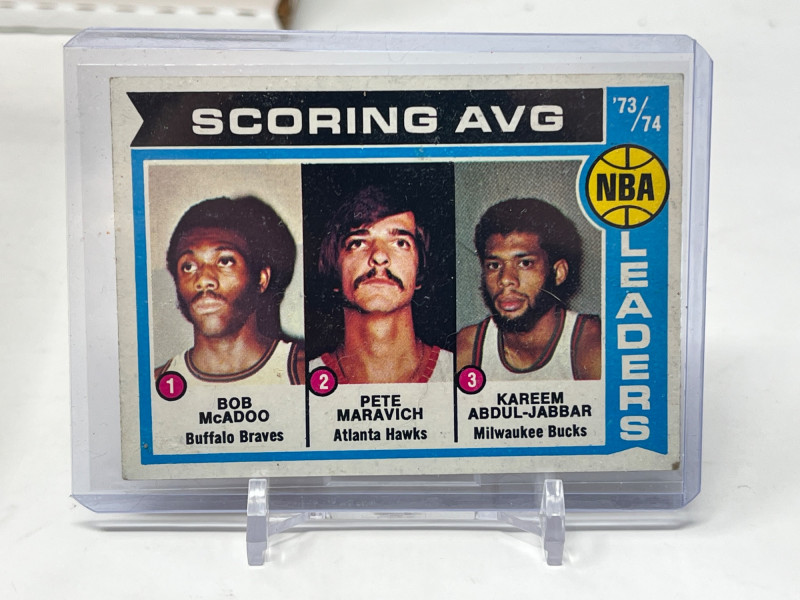 SCORING AVG
'73/74
NBA
LEADERS
1
BOB
McADOO
Buffalo Braves
2
PETE
MARAVICH
Atlanta Hawks
3
KAREEM
ABDUL-JABBAR
Milwaukee Bucks